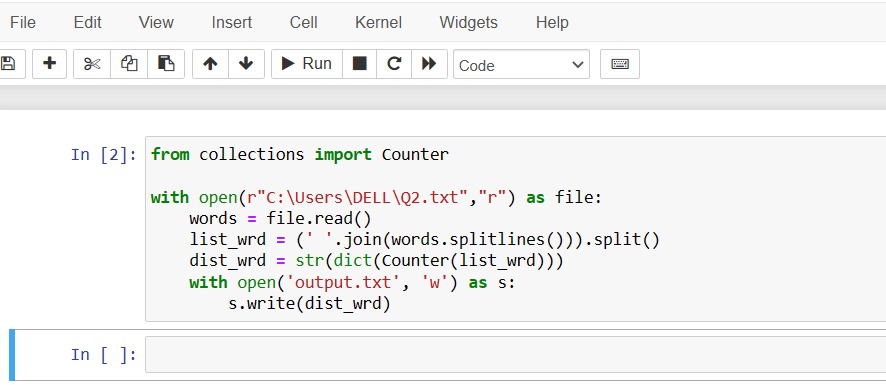 File Edit View Insert Cell Kernel Widgets Help
Run Code
In [2]: from collections import Counter
with open(r"C:\Users\DELL\Q2.txt","r") as file:
    words = file.read()
    list_wrd = (' '.join(words.splitlines())).split()
    dist_wrd = str(dict(Counter(list_wrd)))
    with open('output.txt', 'w') as s:
        s.write(dist_wrd)
In [ ]: